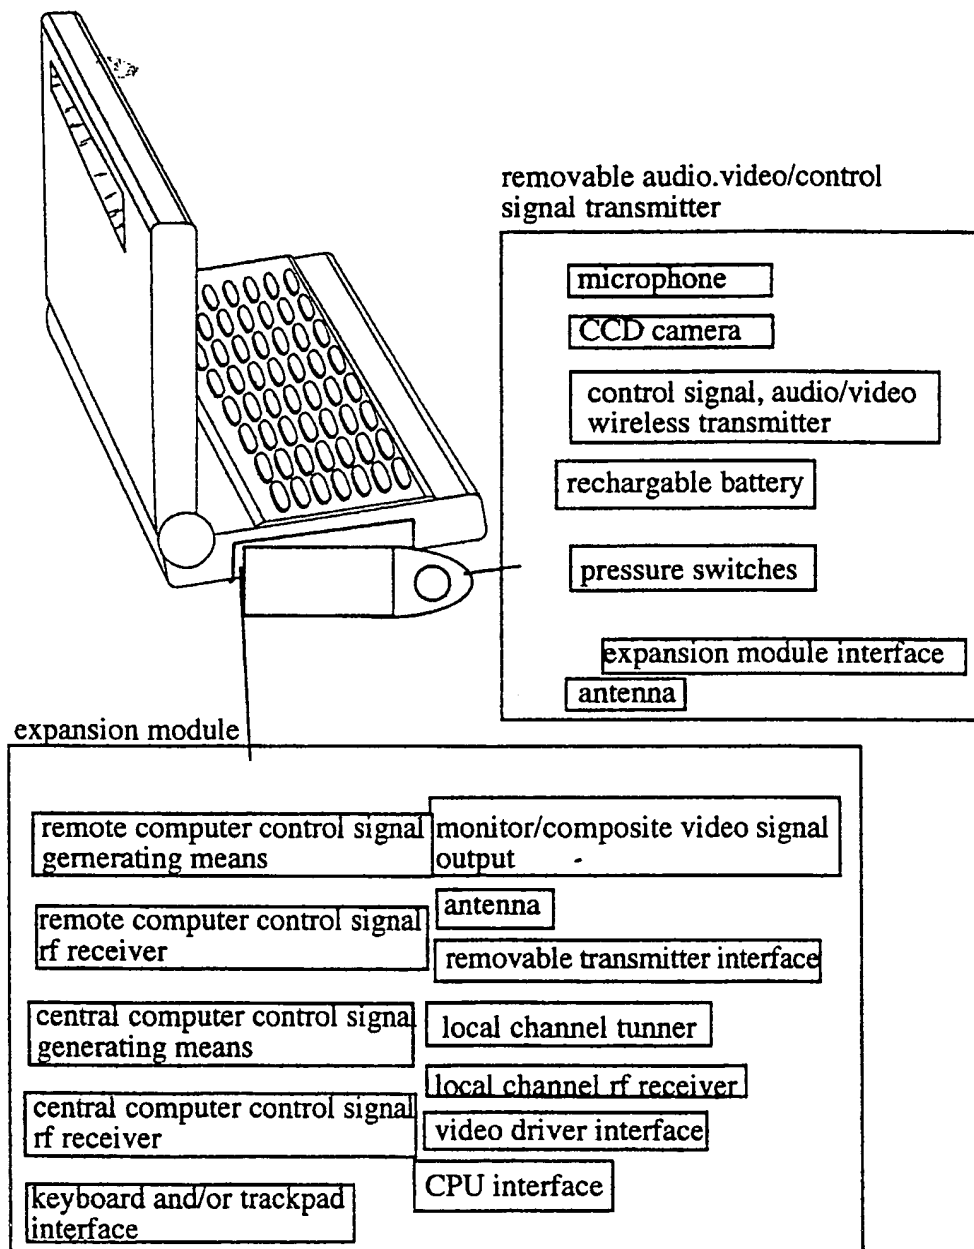 removable audio.video/control
signal transmitter
microphone
CCD camera
control signal, audio/video
wireless transmitter
rechargable battery
pressure switches
expansion module interface
antenna
expansion module
remote computer control signal
gernerating means
remote computer control signal
rf receiver
central computer control signal
generating means
central computer control signal
rf receiver
keyboard and/or trackpad
interface
monitor/composite video signal
output
antenna
removable transmitter interface
local channel tunner
local channel rf receiver
video driver interface
CPU interface